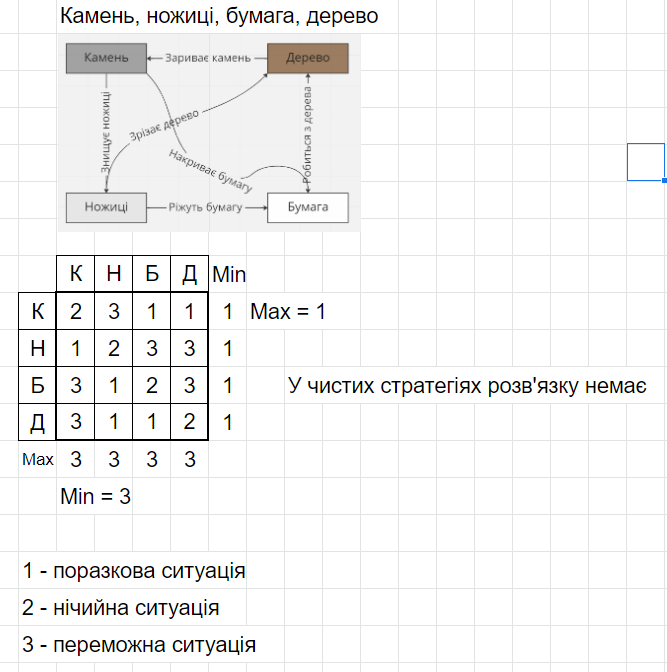 Камень, ножиці, бумага, дерево
Камень
Зариває камень
Дерево
Знищує ножиці
Зрізає дерево
Накриває бумагу
Робиться з дерева
Ножиці
Ріжуть бумагу
Бумага
К Н Б Д Min
К 2 3 1 1 1 Max = 1
Н 1 2 3 3 1
Б 3 1 2 3 1 У чистих стратегіях розв'язку немає
Д 3 1 1 2 1
Max 3 3 3 3
Min = 3
1 - поразкова ситуація
2 - нічийна ситуація
3 - переможна ситуація